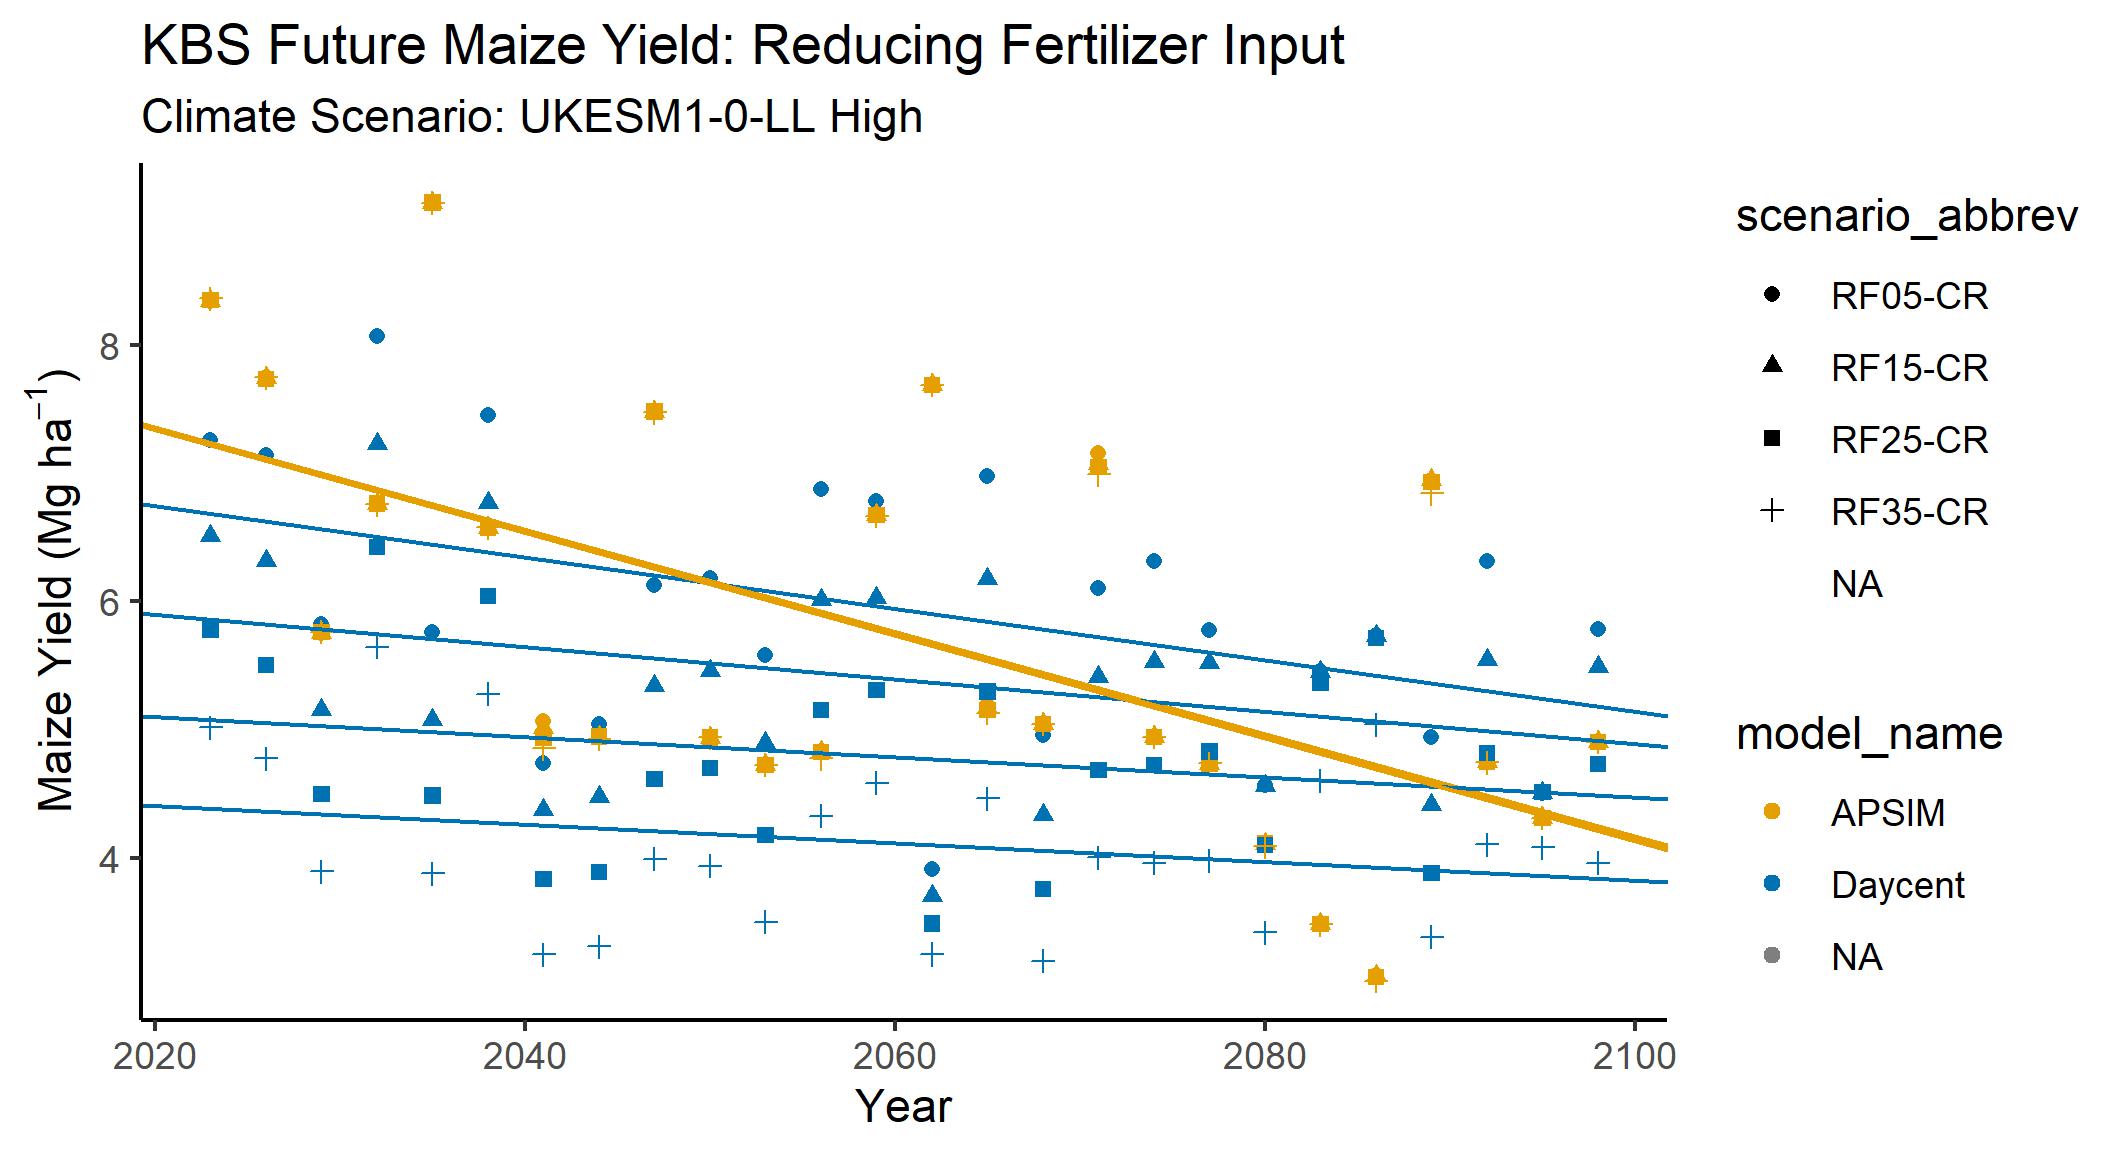 KBS Future Maize Yield: Reducing Fertilizer Input
Climate Scenario: UKESM1-0-LL High
Maize Yield (Mg ha⁻¹)
8
6
4
2020 2040 2060 2080 2100
Year
scenario_abbrev
RF05-CR
RF15-CR
RF25-CR
RF35-CR
NA
model_name
APSIM
Daycent
NA